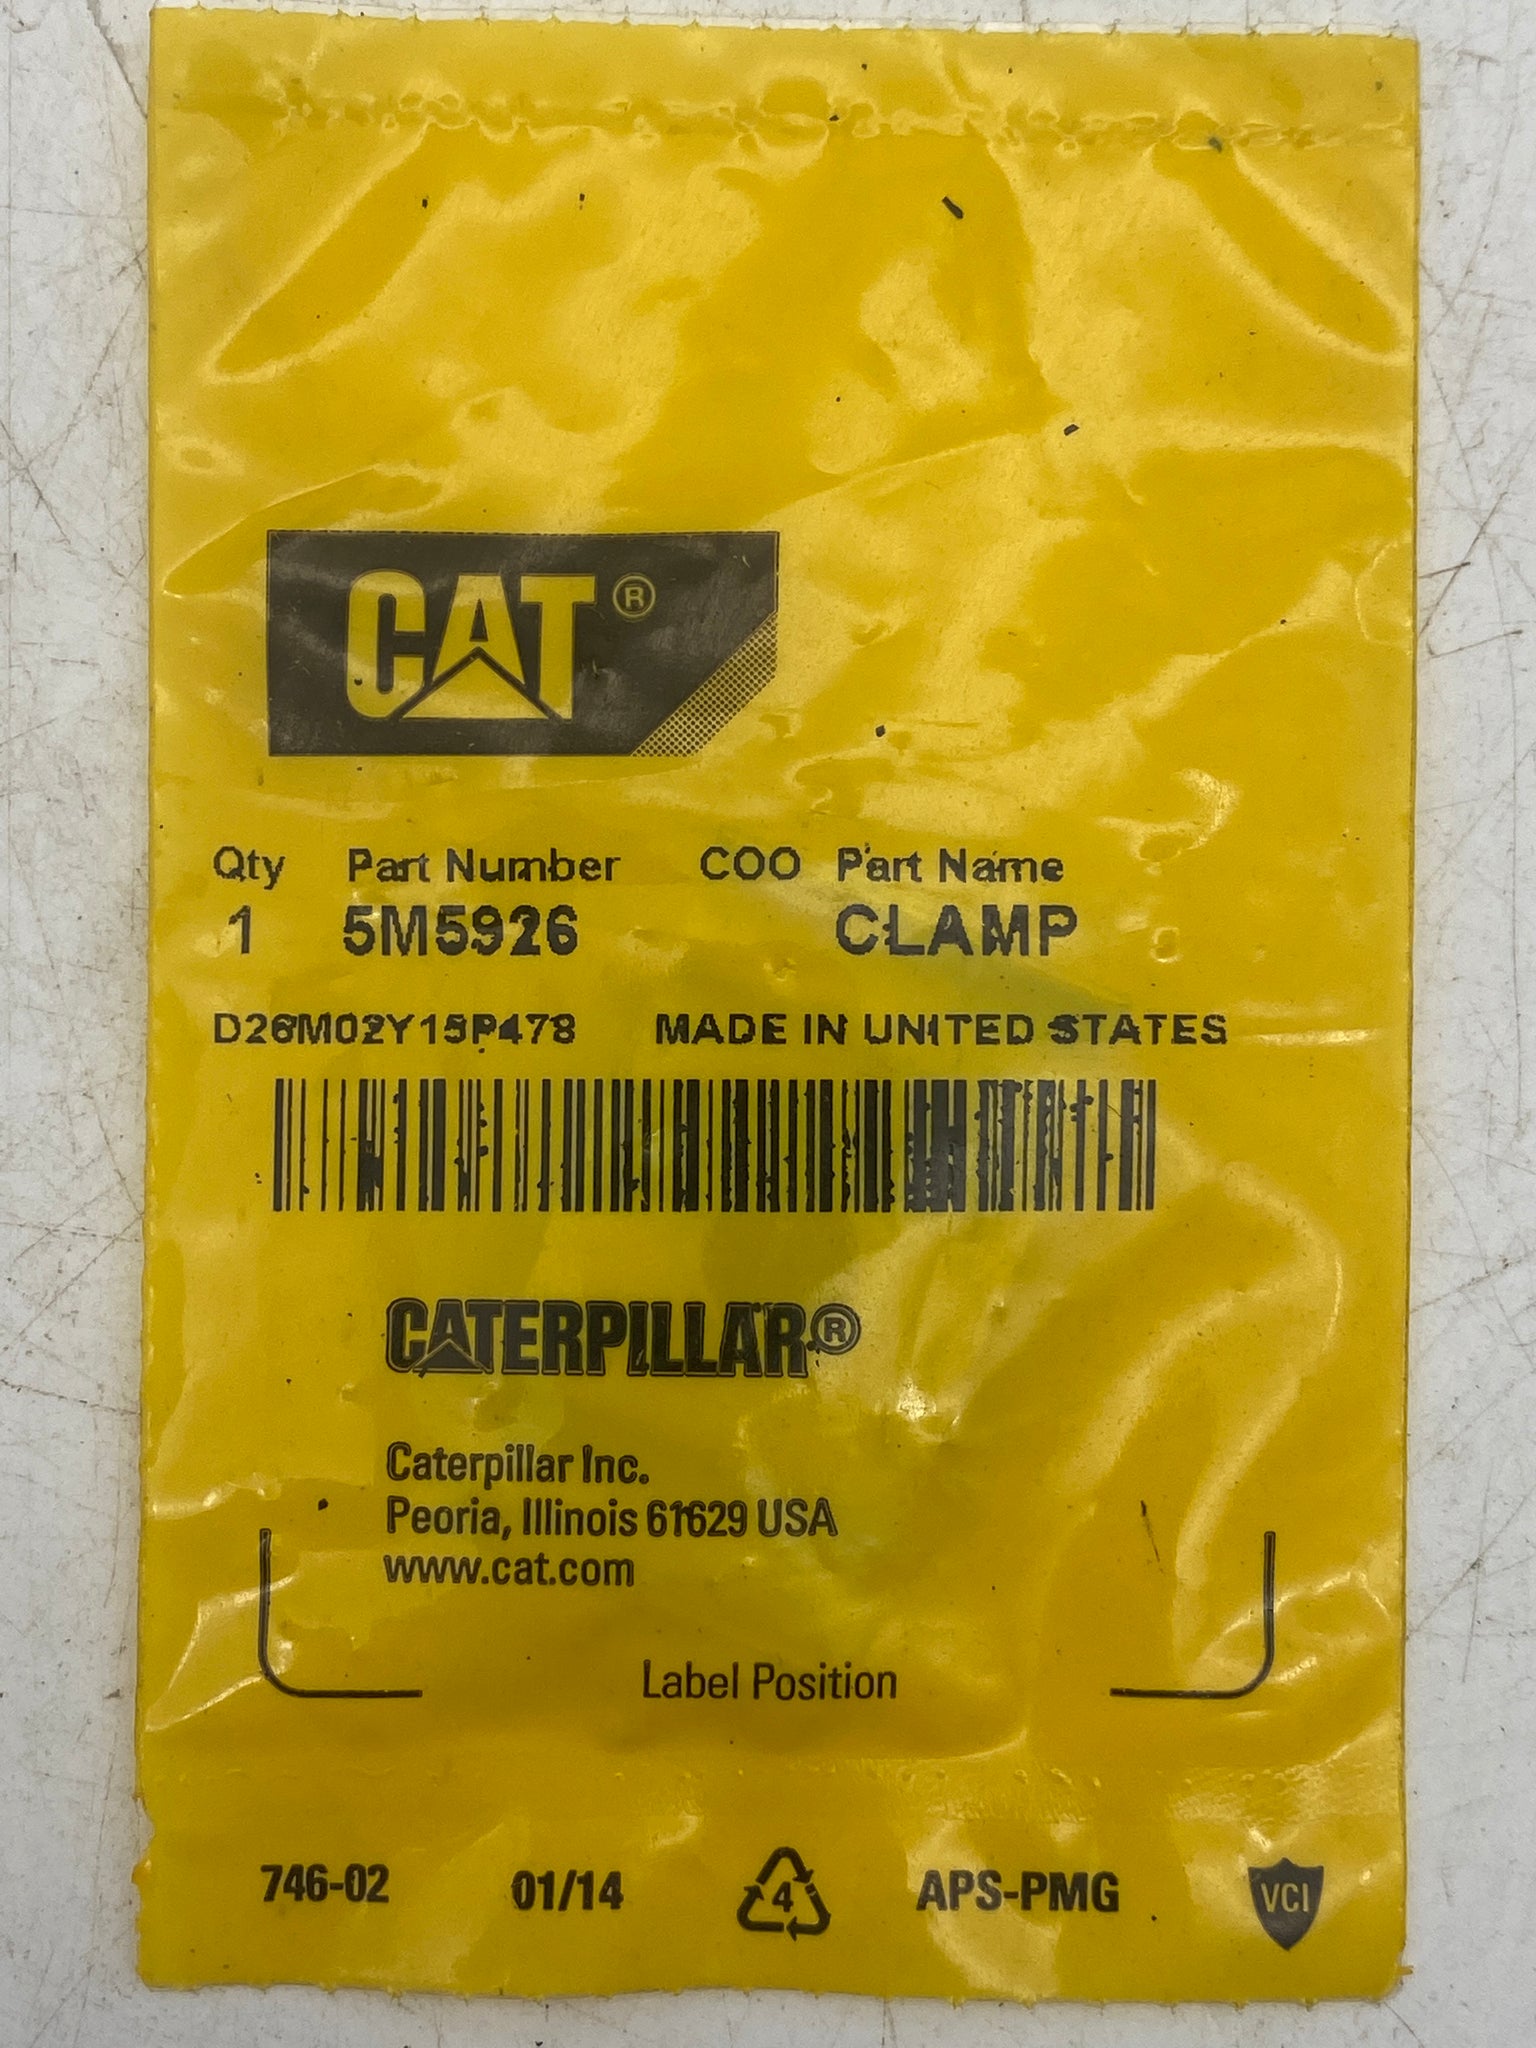 CAT®
Qty Part Number COO Part Name
1 5M5926 CLAMP
D26M02Y15P478 MADE IN UNITED STATES
CATERPILLAR®
Caterpillar Inc.
Peoria, Illinois 61629 USA
www.cat.com
Label Position
746-02 01/14 4 APS-PMG VCI